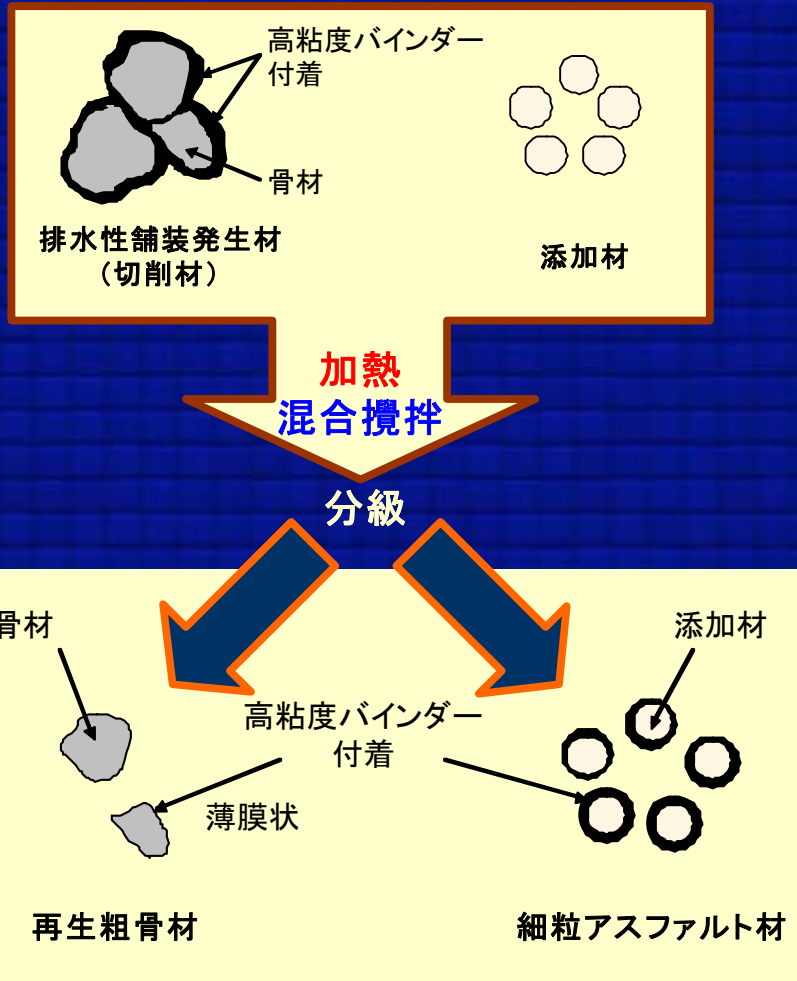 高粘度バインダー
付着
骨材
排水性舗装発生材
（切削材）
添加材
加熱
混合攪拌
分級
骨材
添加材
高粘度バインダー
付着
薄膜状
再生粗骨材
細粒アスファルト材